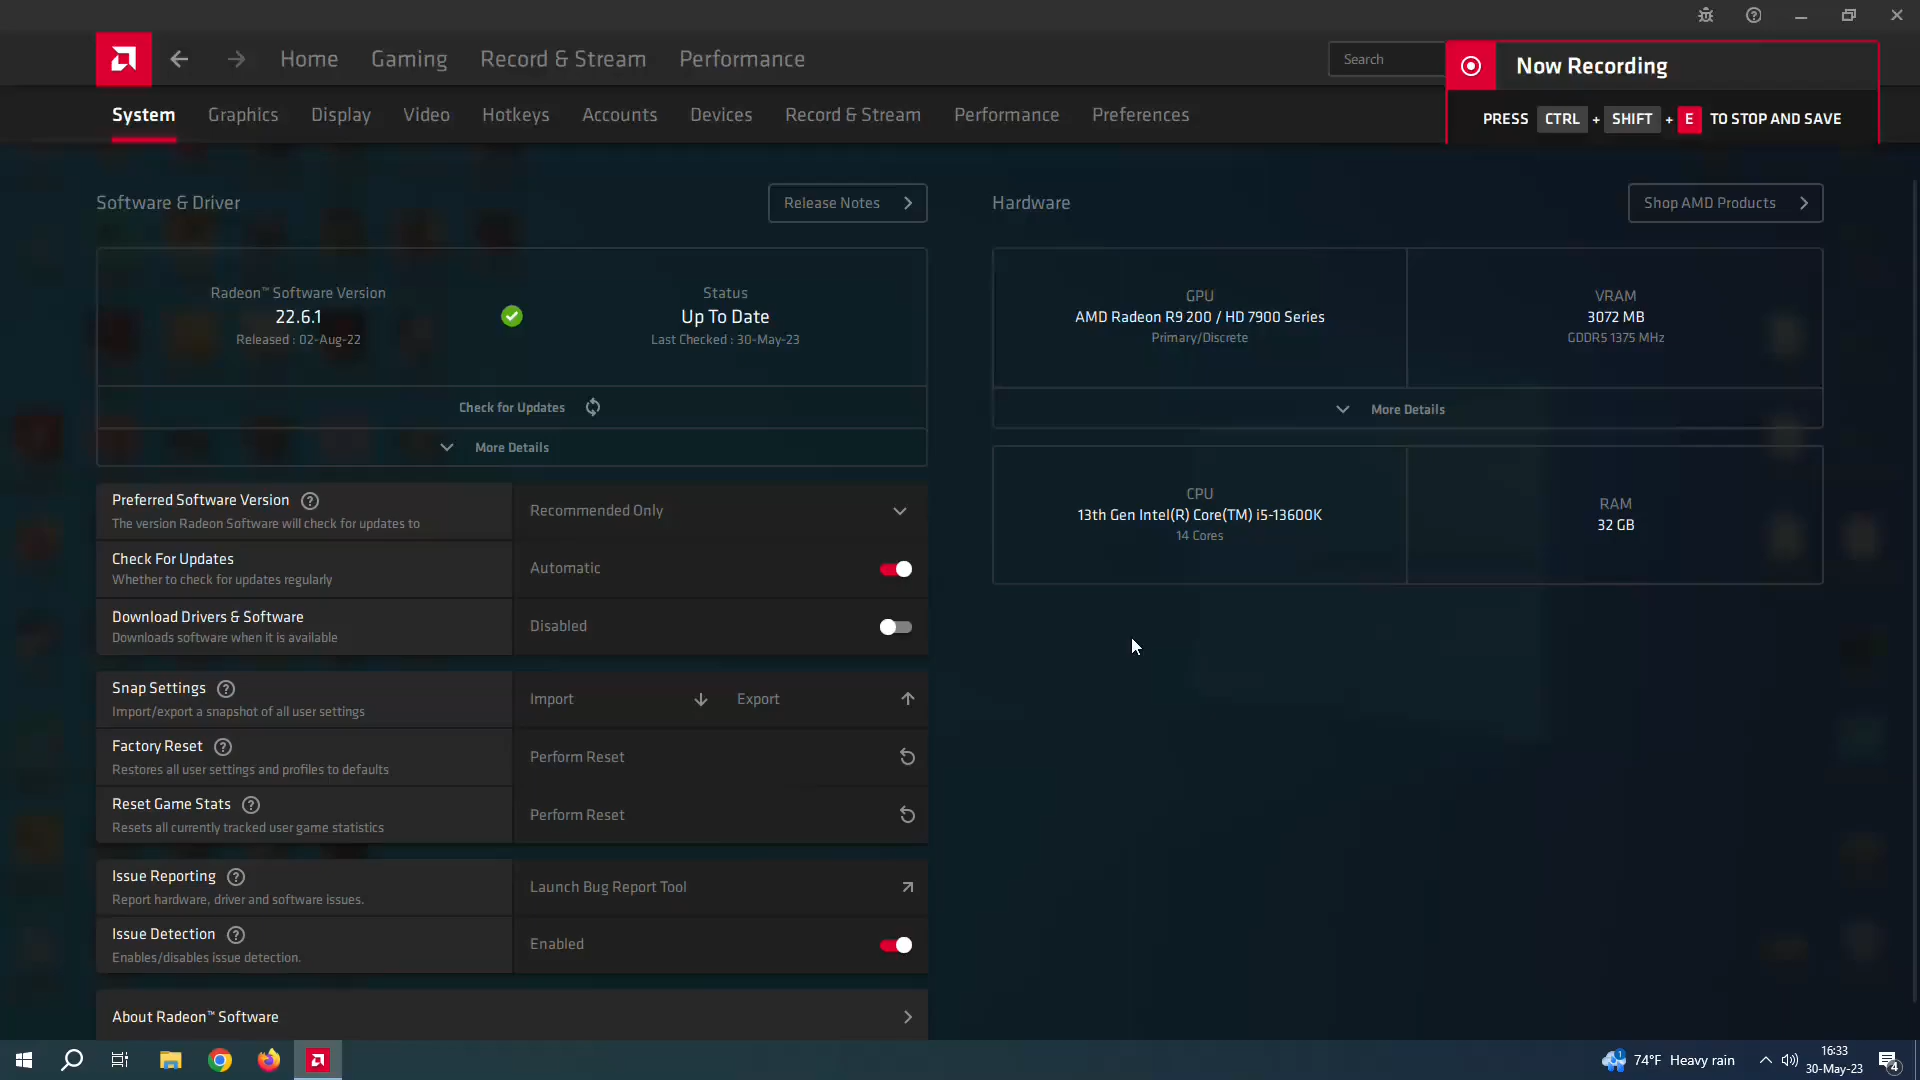 Home Gaming Record & Stream Performance
Search
Now Recording
PRESS CTRL + SHIFT + E TO STOP AND SAVE
System Graphics Display Video Hotkeys Accounts Devices Record & Stream Performance Preferences
Software & Driver
Release Notes
Radeon™ Software Version
22.6.1
Released : 02-Aug-22
Status
Up To Date
Last Checked : 30-May-23
Check for Updates
More Details
Preferred Software Version
The version Radeon Software will check for updates to
Recommended Only
Check For Updates
Whether to check for updates regularly
Automatic
Download Drivers & Software
Downloads software when it is available
Disabled
Snap Settings
Import/export a snapshot of all user settings
Import Export
Factory Reset
Restores all user settings and profiles to defaults
Perform Reset
Reset Game Stats
Resets all currently tracked user game statistics
Perform Reset
Issue Reporting
Report hardware, driver and software issues.
Launch Bug Report Tool
Issue Detection
Enables/disables issue detection.
Enabled
About Radeon™ Software
Hardware
Shop AMD Products
GPU
AMD Radeon R9 200 / HD 7900 Series
Primary/Discrete
VRAM
3072 MB
GDDR5 1375 MHz
More Details
CPU
13th Gen Intel(R) Core(TM) i5-13600K
14 Cores
RAM
32 GB
1
74°F Heavy rain
16:33
30-May-23
4